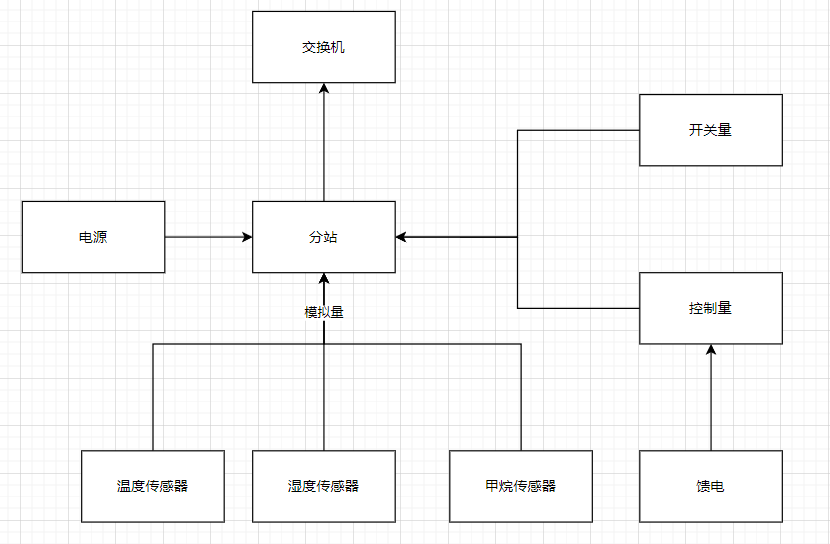 交换机
开关量
电源
分站
模拟量
控制量
温度传感器
湿度传感器
甲烷传感器
馈电